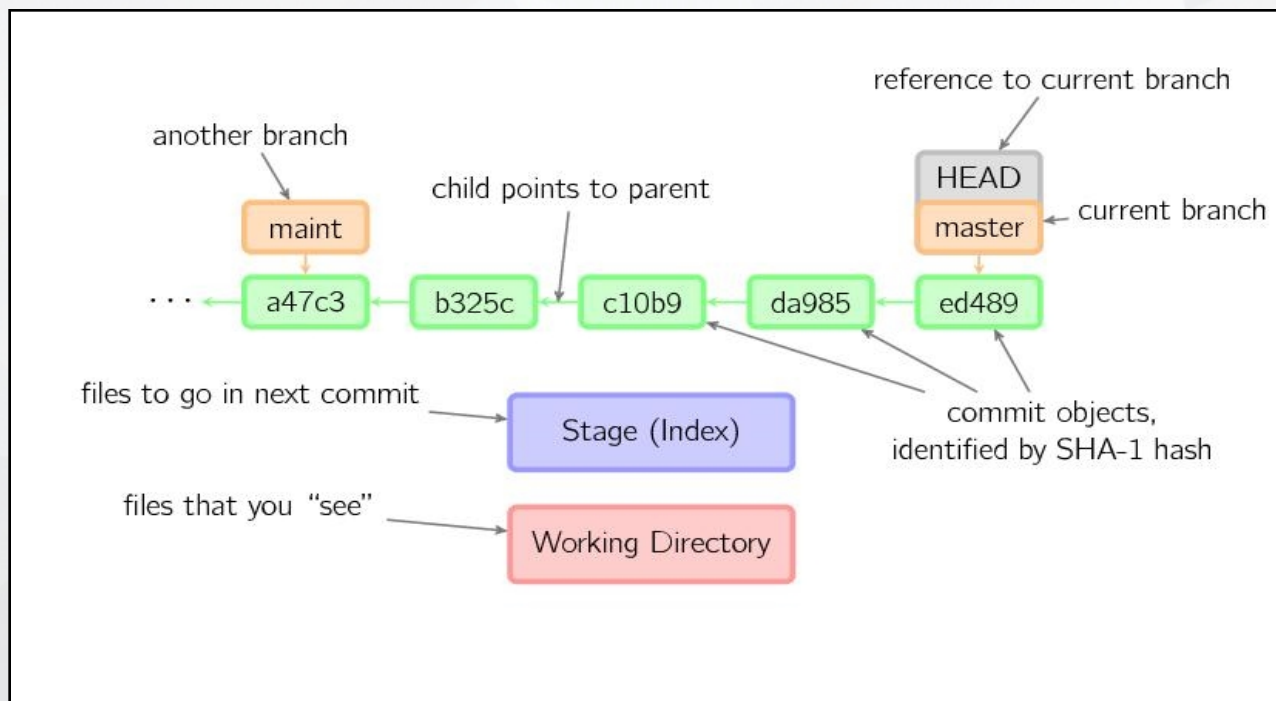 reference to current branch
another branch
HEAD
child points to parent
maint
master
current branch
... a47c3 b325c c10b9 da985 ed489
files to go in next commit
Stage (Index)
commit objects,
identified by SHA-1 hash
files that you “see”
Working Directory